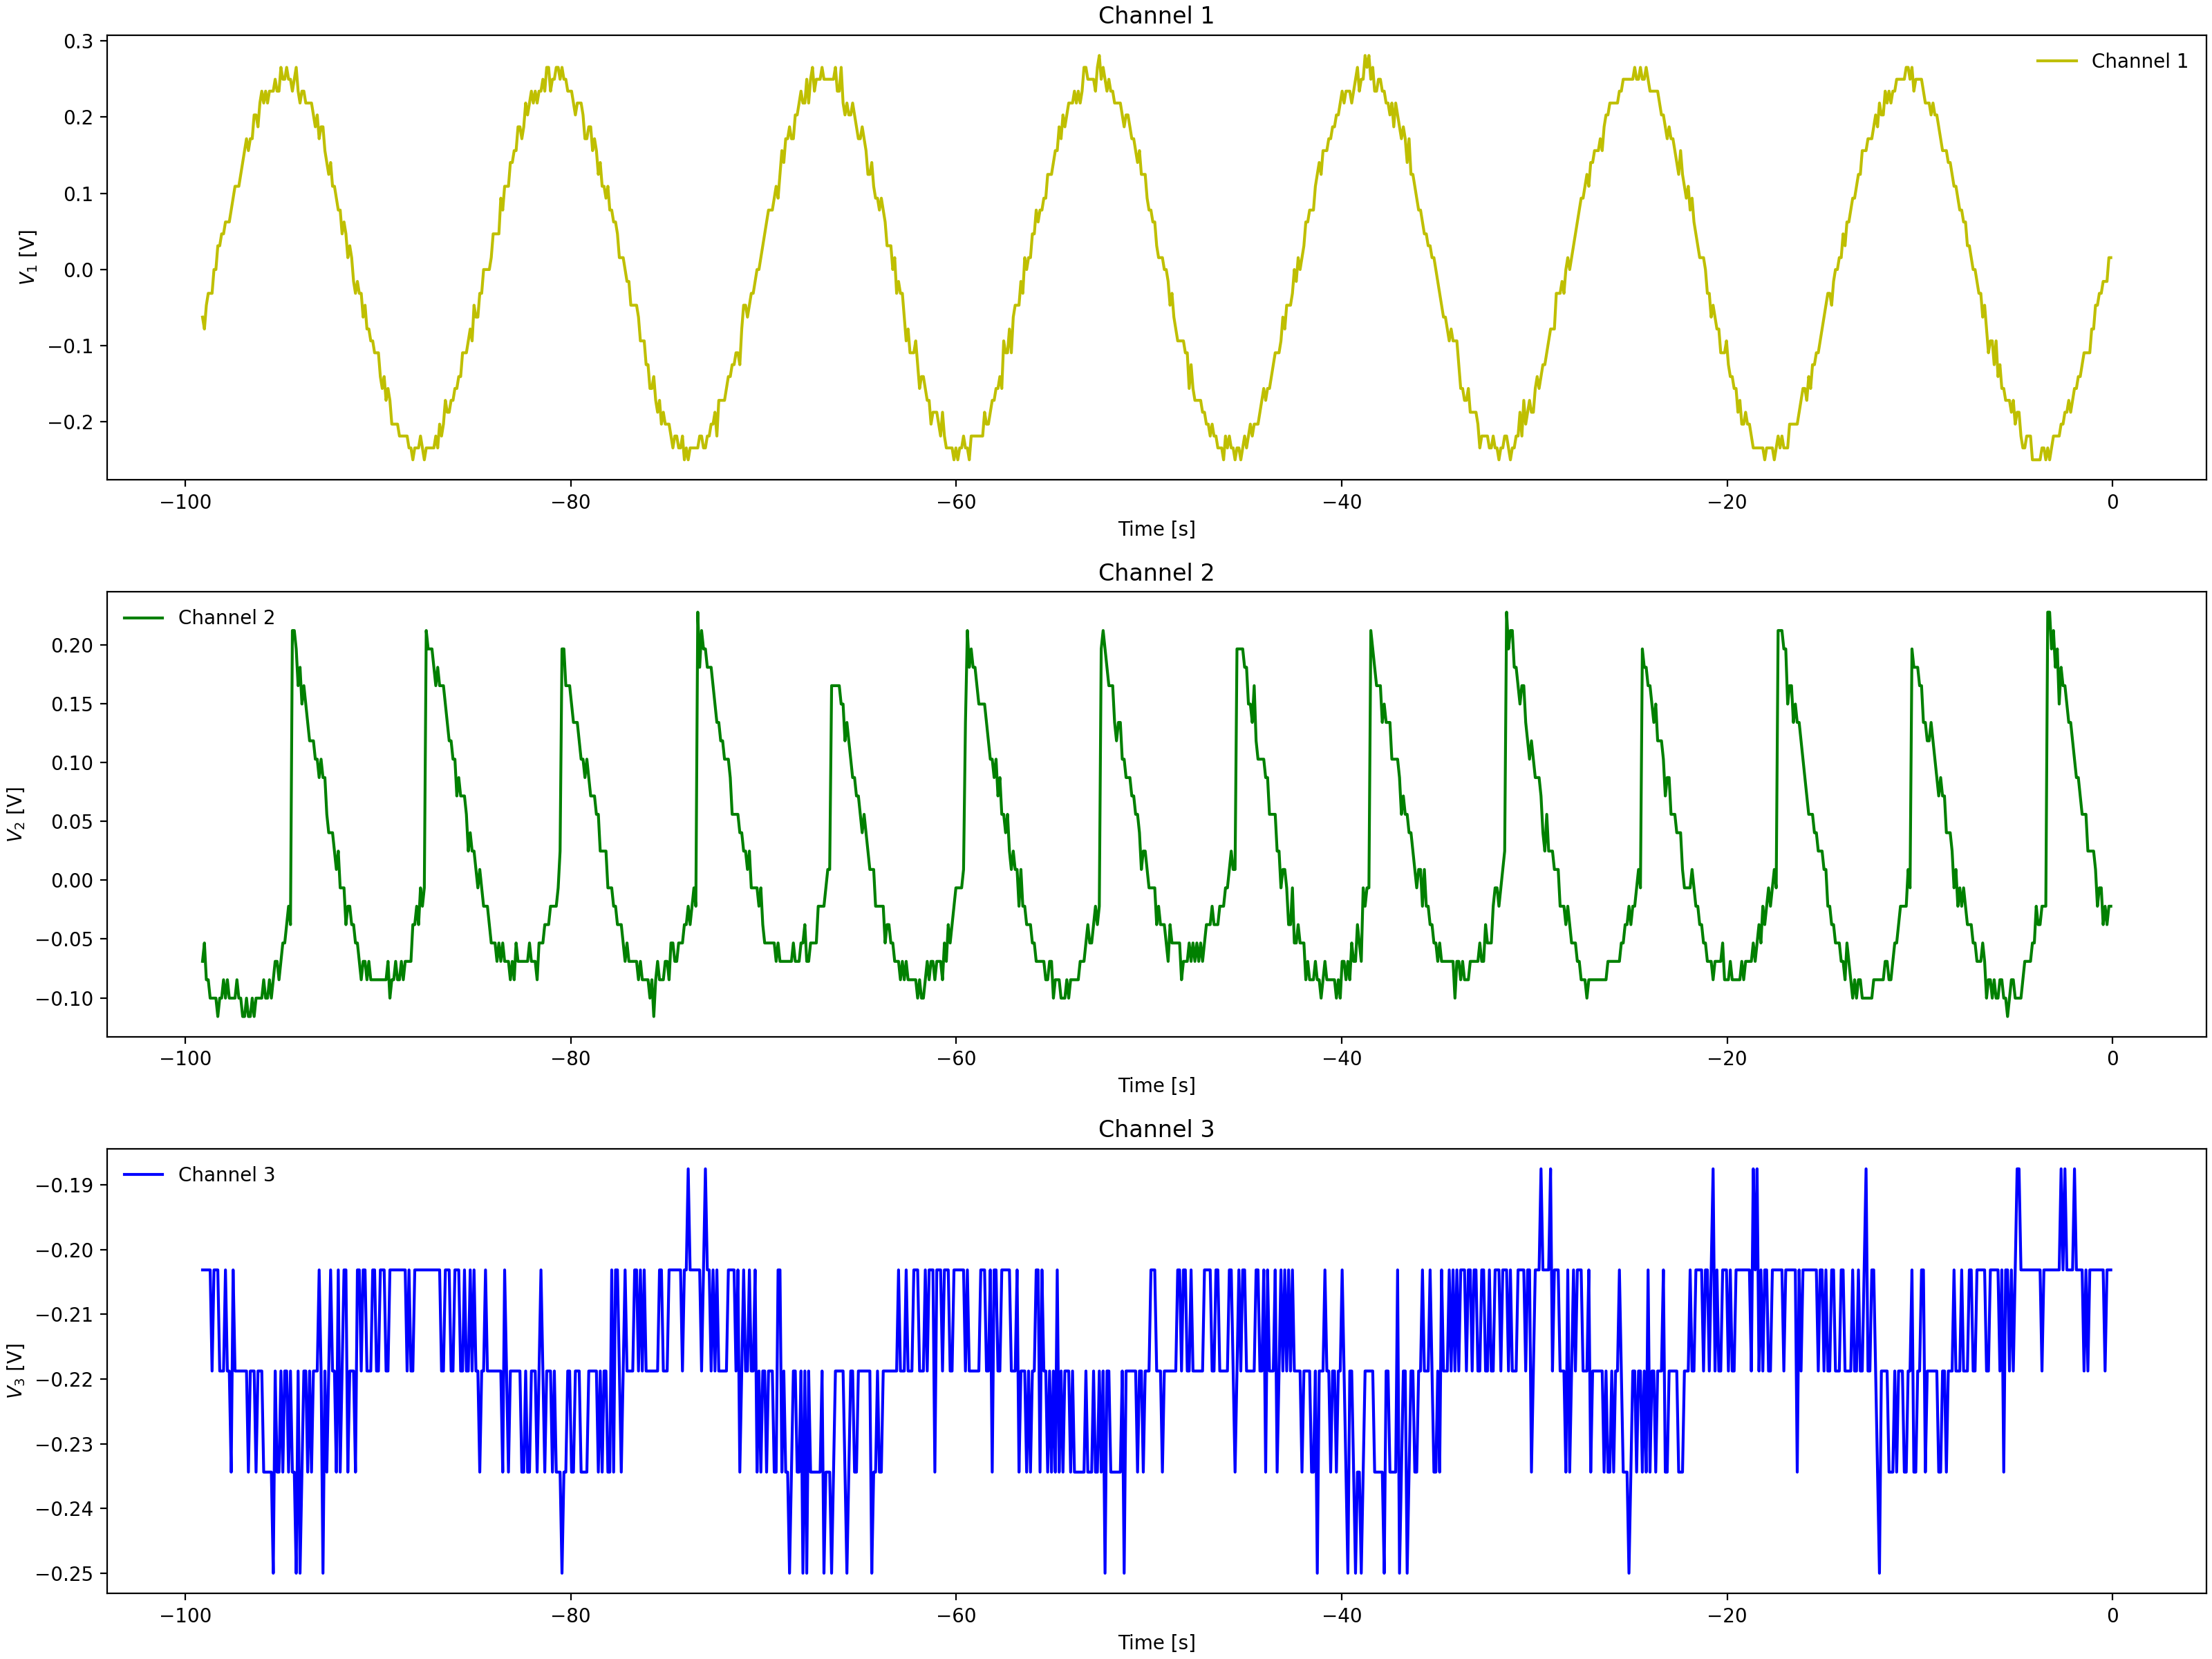 Channel 1
Channel 1
0.3
0.2
0.1
0.0
−0.1
−0.2
V₁ [V]
−100 −80 −60 −40 −20 0
Time [s]
Channel 2
Channel 2
0.20
0.15
0.10
0.05
0.00
−0.05
−0.10
V₂ [V]
−100 −80 −60 −40 −20 0
Time [s]
Channel 3
Channel 3
−0.19
−0.20
−0.21
−0.22
−0.23
−0.24
−0.25
V₃ [V]
−100 −80 −60 −40 −20 0
Time [s]